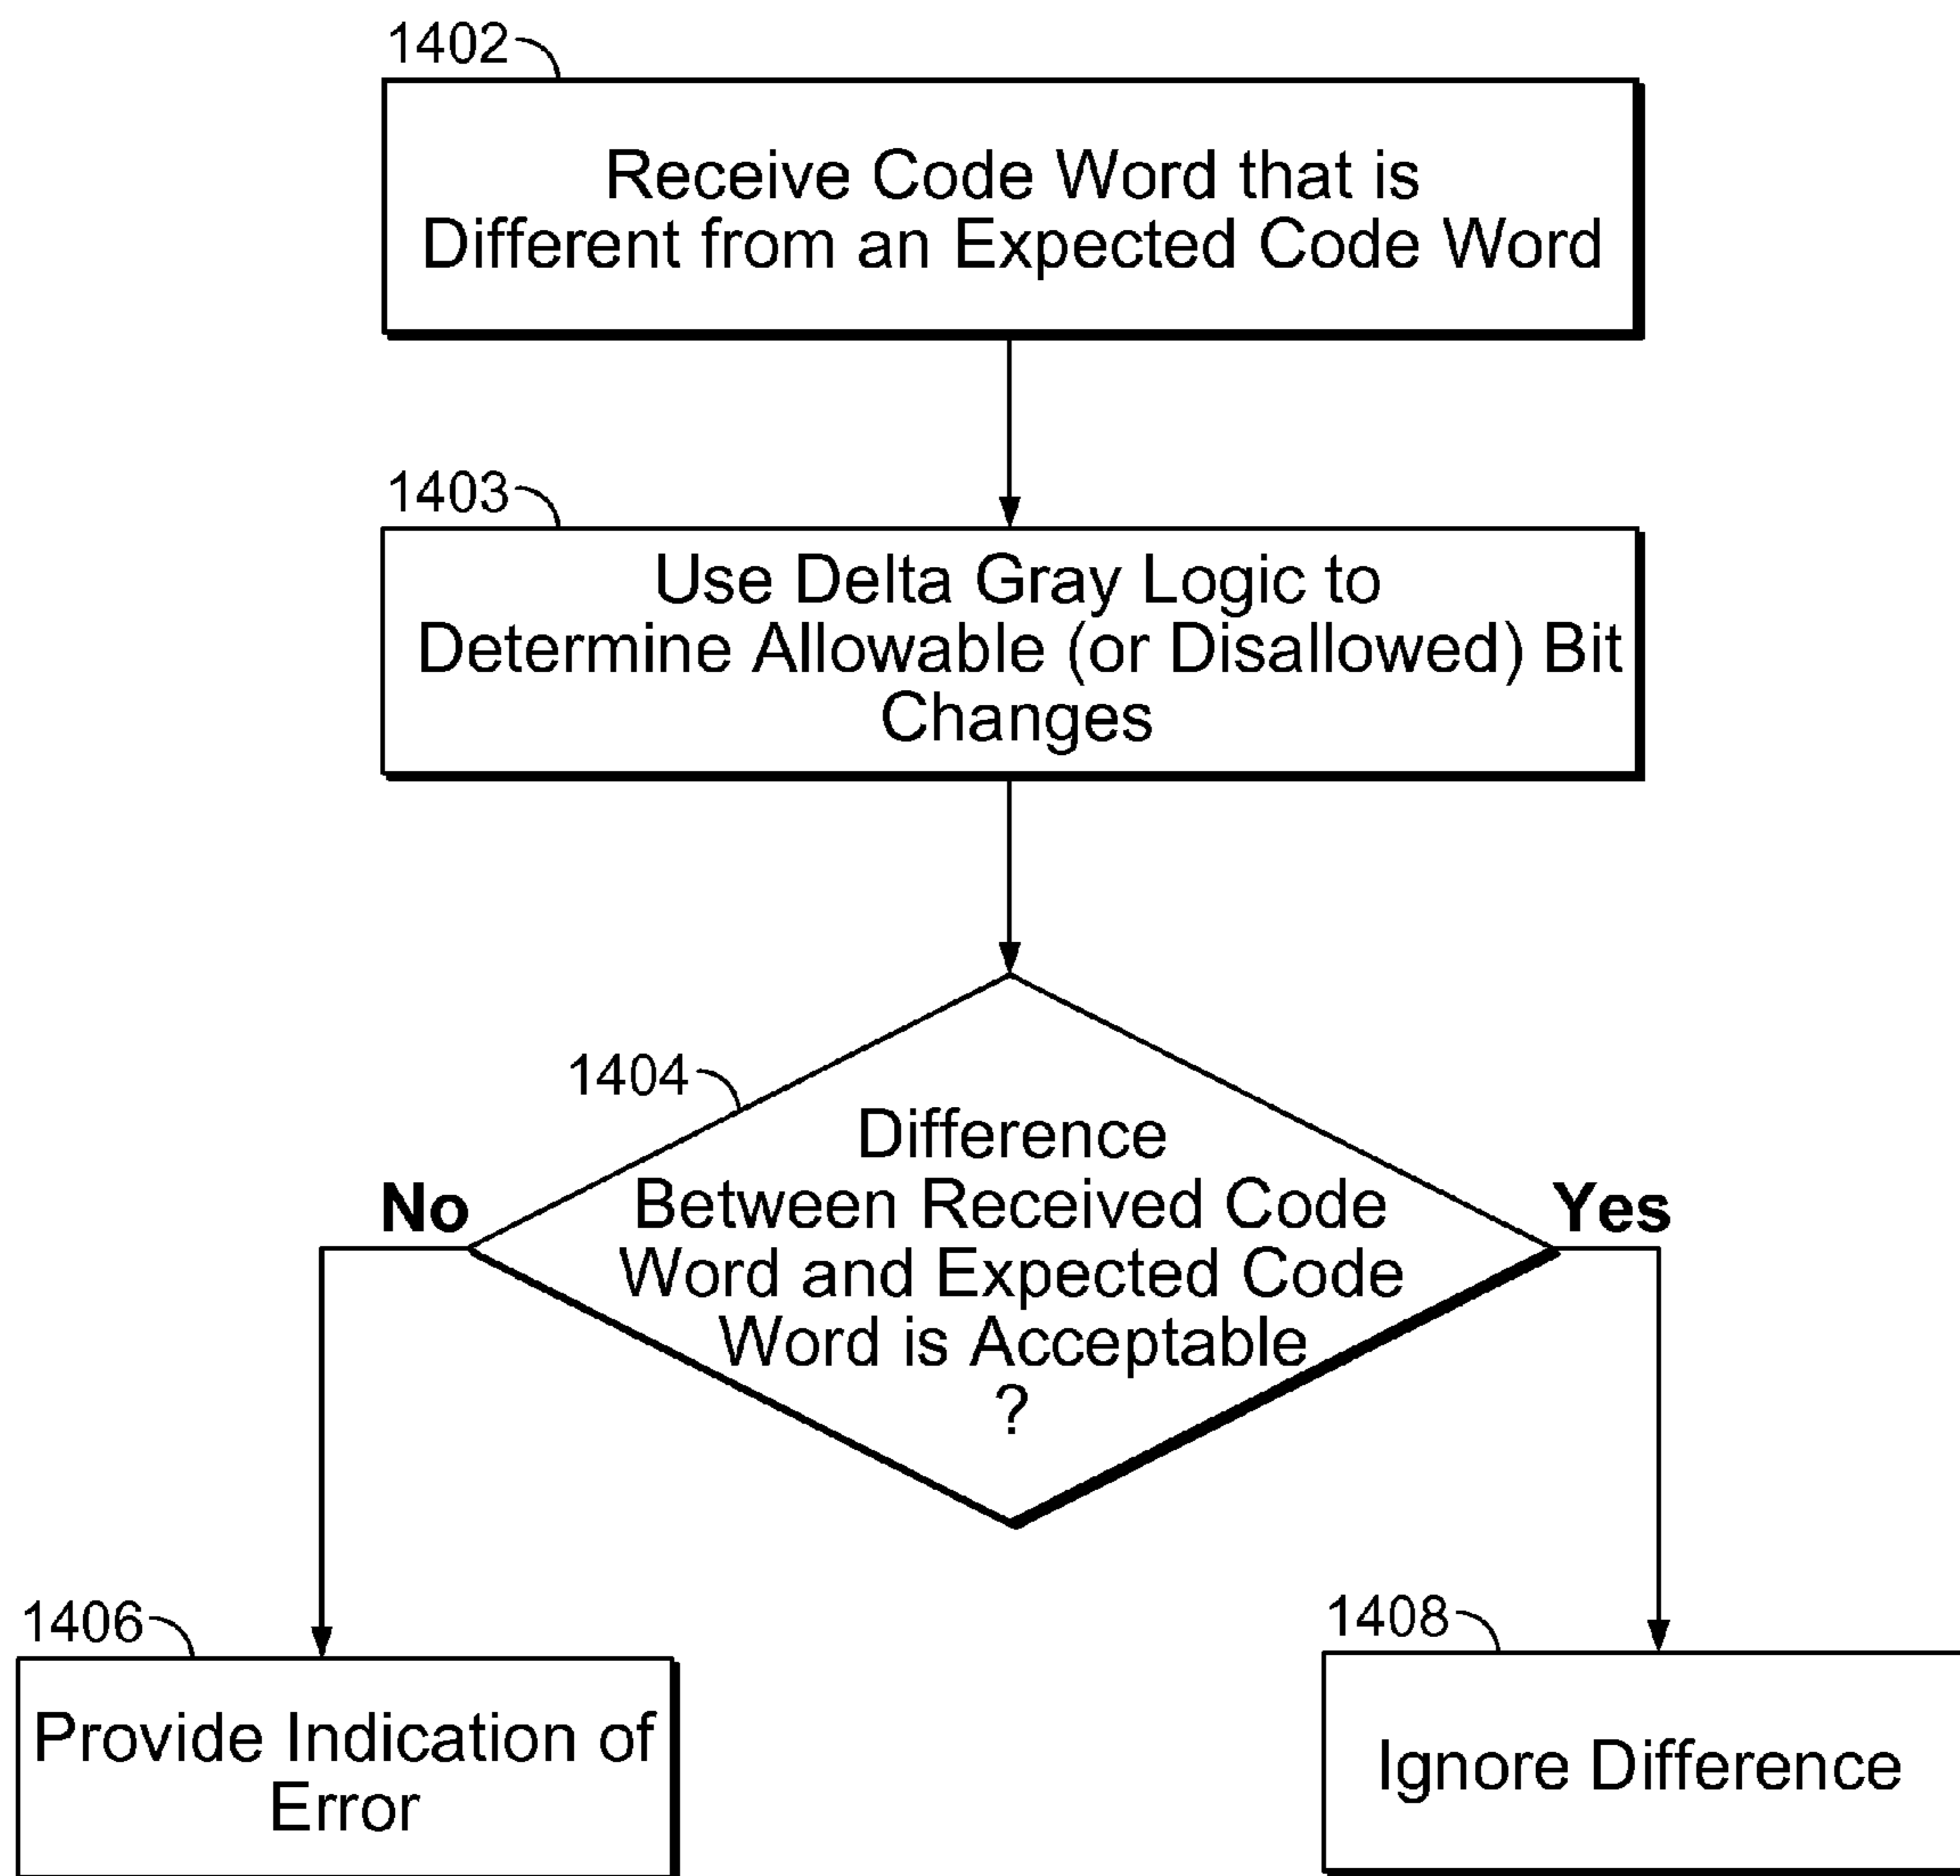 1402
Receive Code Word that is
Different from an Expected Code Word
1403
Use Delta Gray Logic to
Determine Allowable (or Disallowed) Bit
Changes
1404
Difference
Between Received Code
Word and Expected Code
Word is Acceptable
?
No
Yes
1406
Provide Indication of
Error
1408
Ignore Difference